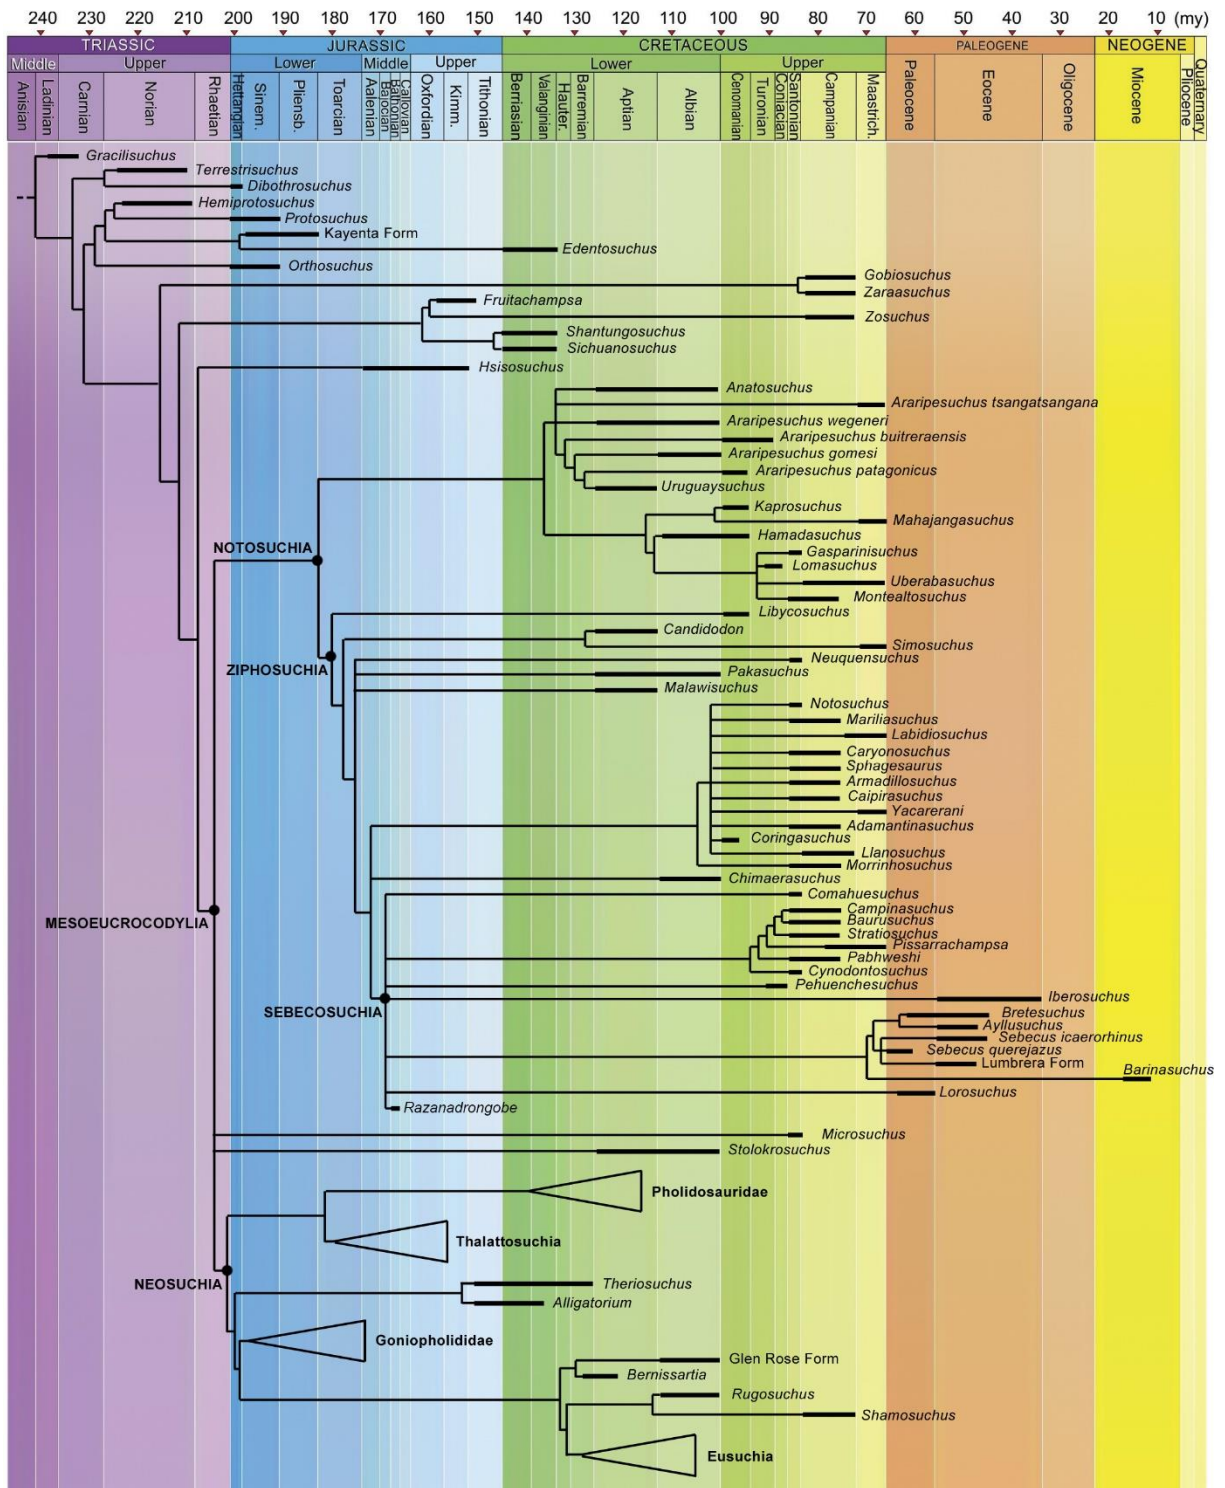 240 230 220 210 200 190 180 170 160 150 140 130 120 110 100 90 80 70 60 50 40 30 20 10 (my)
TRIASSIC JURASSIC CRETACEOUS PALEOGENE NEOGENE
Middle Upper Lower Middle Upper Lower Upper
Anisian Ladinian Carnian Norian Rhaetian Hettangian Sinem. Pliensb. Toarcian Aalenian Bajocian Bathonian Callovian Oxfordian Kimm. Tithonian Berriasian Valanginian Hauter. Barremian Aptian Albian Cenomanian Turonian Coniacian Santonian Campanian Maastrich. Paleocene Eocene Oligocene Miocene Pliocene Quaternary
Gracilisuchus
Terrestrisuchus
Dibothrosuchus
Hemiprotosuchus
Protosuchus
Kayenta Form
Edentosuchus
Orthosuchus
Gobiosuchus
Zaraasuchus
Fruitachampsa
Zosuchus
Shantungosuchus
Sichuanosuchus
Hsisosuchus
Anatosuchus
Araripesuchus tsangatsangana
Araripesuchus wegeneri
Araripesuchus buitreraensis
Araripesuchus gomesi
Araripesuchus patagonicus
Uruguaysuchus
Kaprosuchus
Mahajangasuchus
Hamadasuchus
NOTOSUCHIA
Gasparinisuchus
Lomasuchus
Uberabasuchus
Montealtosuchus
Libycosuchus
Candidodon
Simosuchus
Neuquensuchus
ZIPHOSUCHIA
Pakasuchus
Malawisuchus
Notosuchus
Mariliasuchus
Labidiosuchus
Caryonosuchus
Sphagesaurus
Armadillosuchus
Caipirasuchus
Yacarerani
Adamantinasuchus
Coringasuchus
Llanosuchus
Morrinhosuchus
Chimaerasuchus
Comahuesuchus
Campinasuchus
MESOEUCROCODYLIA
Baurusuchus
Stratiosuchus
Pissarrachampsa
Pabhweshi
Cynodontosuchus
Pehuenchesuchus
Iberosuchus
SEBECOSUCHIA
Bretesuchus
Ayllusuchus
Sebecus icaerorhinus
Sebecus querejazus
Lumbrera Form
Barinasuchus
Lorosuchus
Razanadrongobe
Microsuchus
Stolokrosuchus
Pholidosauridae
Thalattosuchia
NEOSUCHIA
Theriosuchus
Alligatorium
Goniopholididae
Glen Rose Form
Bernissartia
Rugosuchus
Shamosuchus
Eusuchia